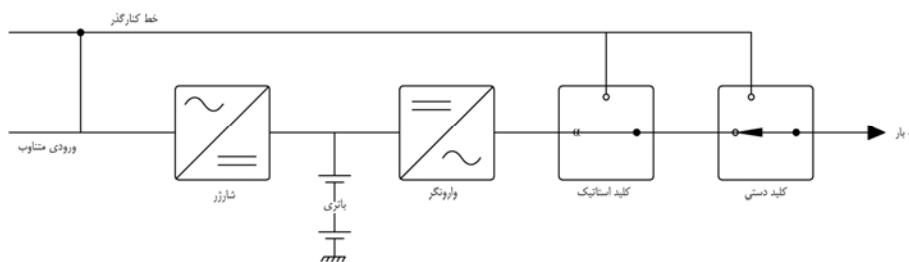 خط کنارگذر
بار
ورودی متناوب
شارژر
باتری
وارونگر
کلید استاتیک
کلید دستی